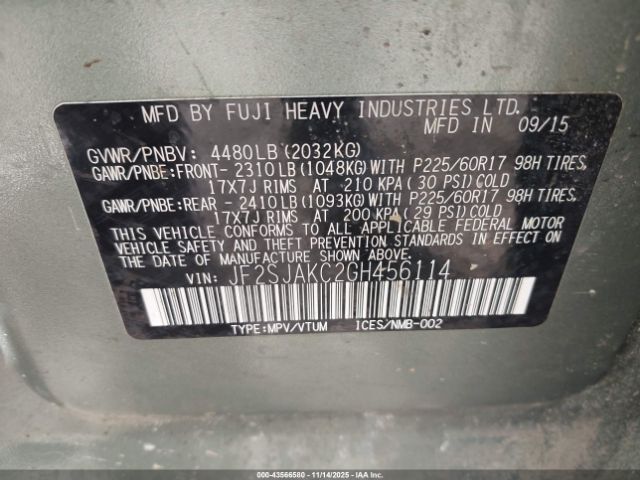 MFD BY FUJI HEAVY INDUSTRIES LTD.
MFD IN 09/15
GVWR/PNBV: 4480LB(2032KG)
GAWR/PNBE:FRONT- 2310LB(1048KG)WITH P225/60R17 98H TIRES,
17X7J RIMS AT 210 KPA( 30 PSI)COLD
GAWR/PNBE:REAR - 2410LB(1093KG)WITH P225/60R17 98H TIRES,
17X7J RIMS AT 200 KPA( 29 PSI)COLD
THIS VEHICLE CONFORMS TO ALL APPLICABLE FEDERAL MOTOR
VEHICLE SAFETY AND THEFT PREVENTION STANDARDS IN EFFECT
ON THE DATE OF MANUFACTURE SHOWN ABOVE.
VIN: JF2SJAKC2GH456114
TYPE:MPV/VTUM ICES/NMB-002
000-43566580 - 11/14/2025 - IAAI.com